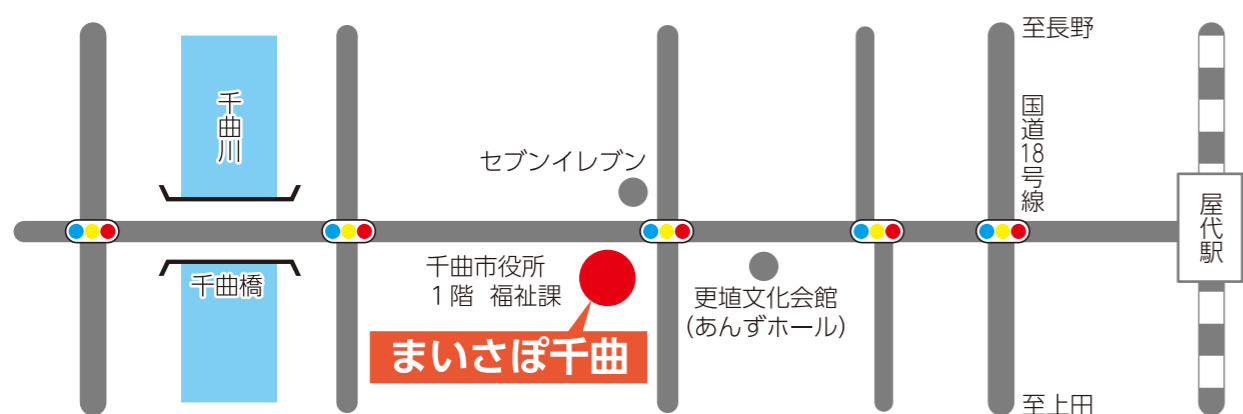 至長野
千曲川
国道18号線
セブンイレブン
屋代駅
千曲橋
千曲市役所
１階 福祉課
更埴文化会館
(あんずホール)
まいさぽ千曲
至上田